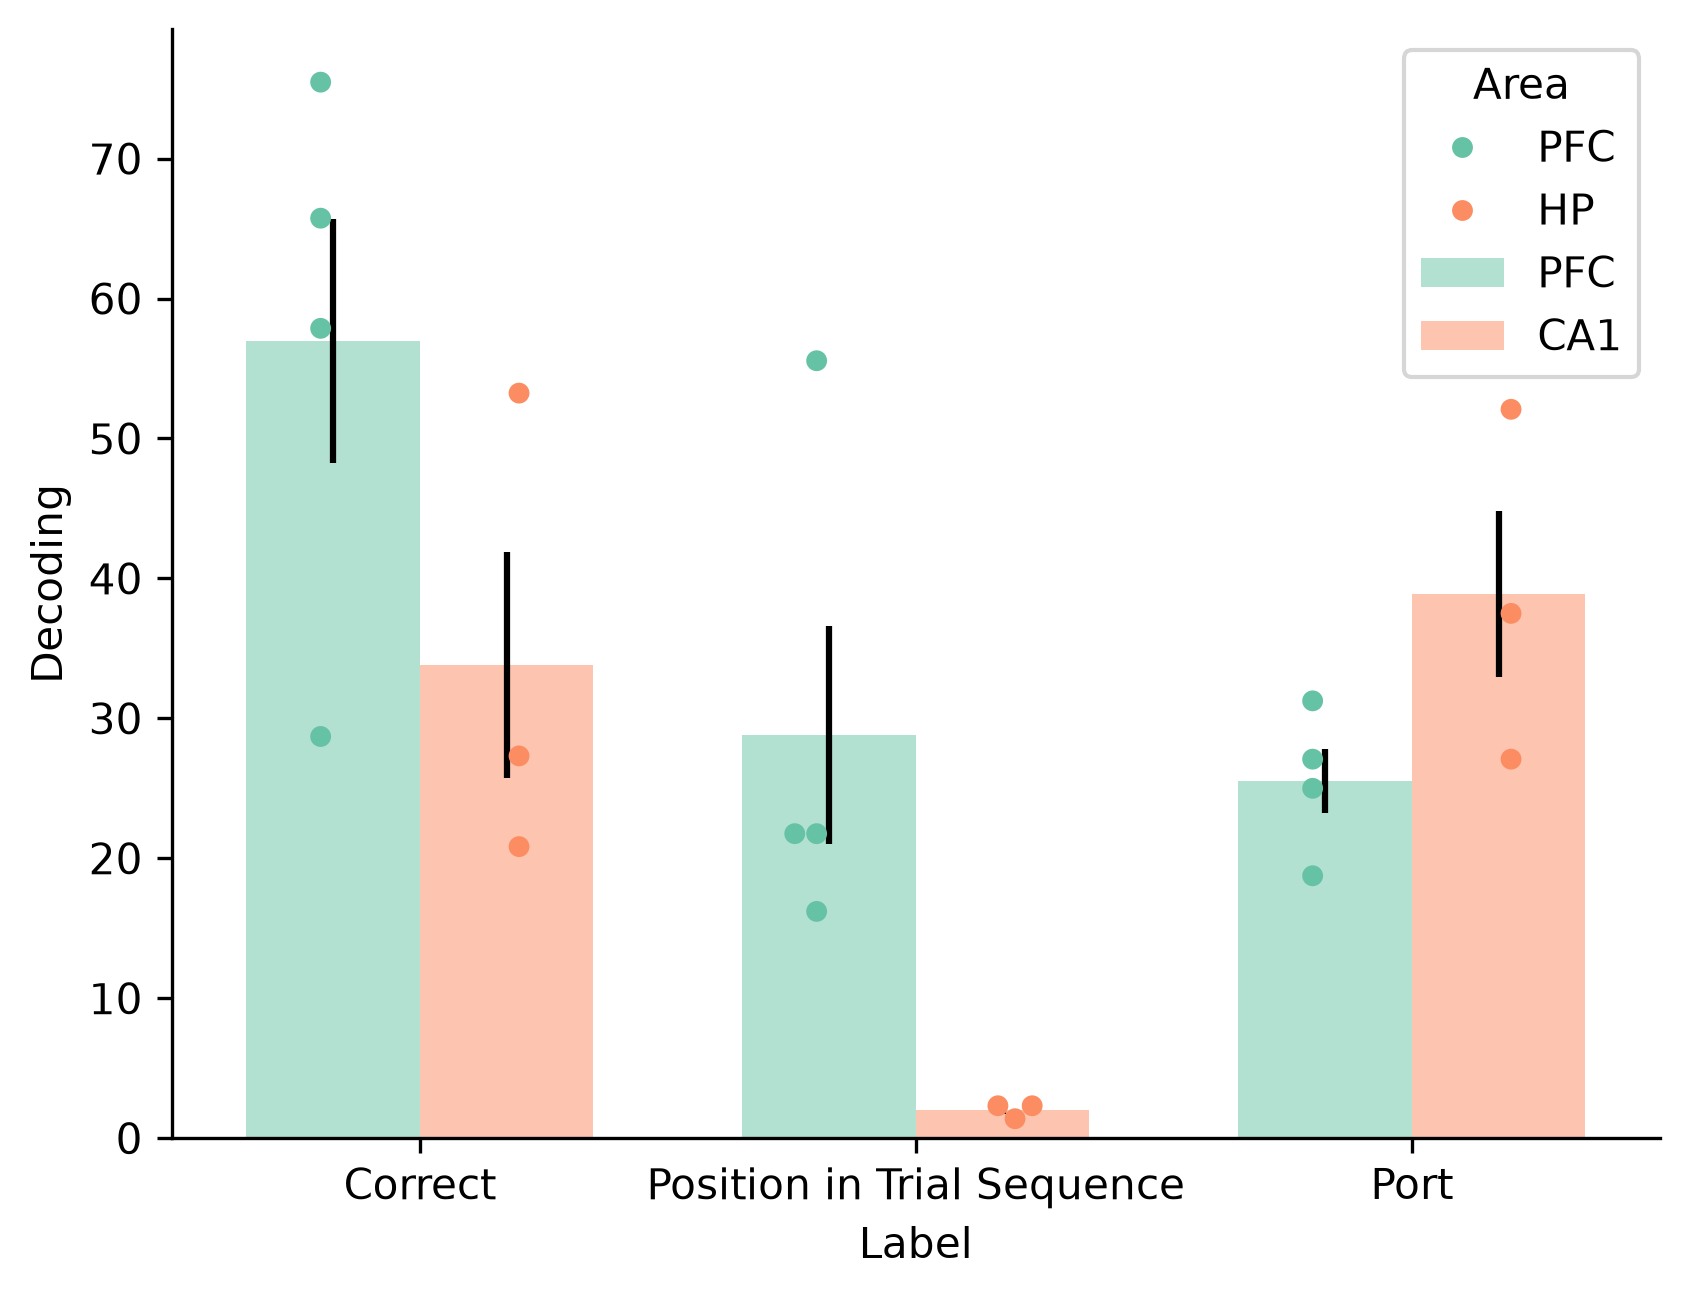 Area
PFC
HP
PFC
CA1
70
60
50
40
30
20
10
0
Decoding
Correct
Position in Trial Sequence
Port
Label